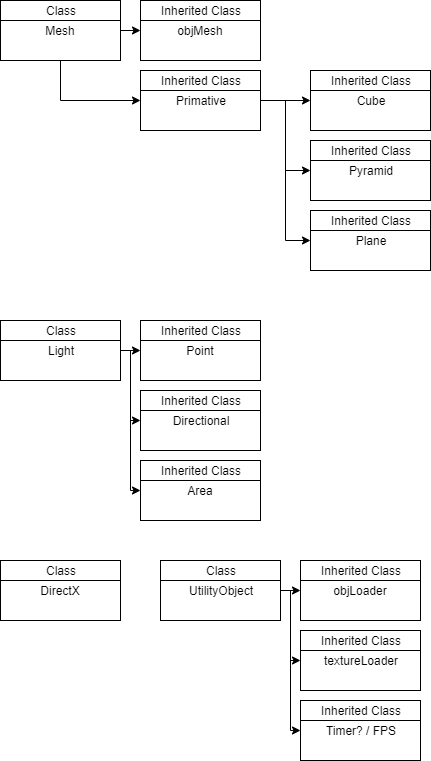 Class
Mesh
Inherited Class
objMesh
Inherited Class
Primative
Inherited Class
Cube
Inherited Class
Pyramid
Inherited Class
Plane
Class
Light
Inherited Class
Point
Inherited Class
Directional
Inherited Class
Area
Class
DirectX
Class
UtilityObject
Inherited Class
objLoader
Inherited Class
textureLoader
Inherited Class
Timer? / FPS